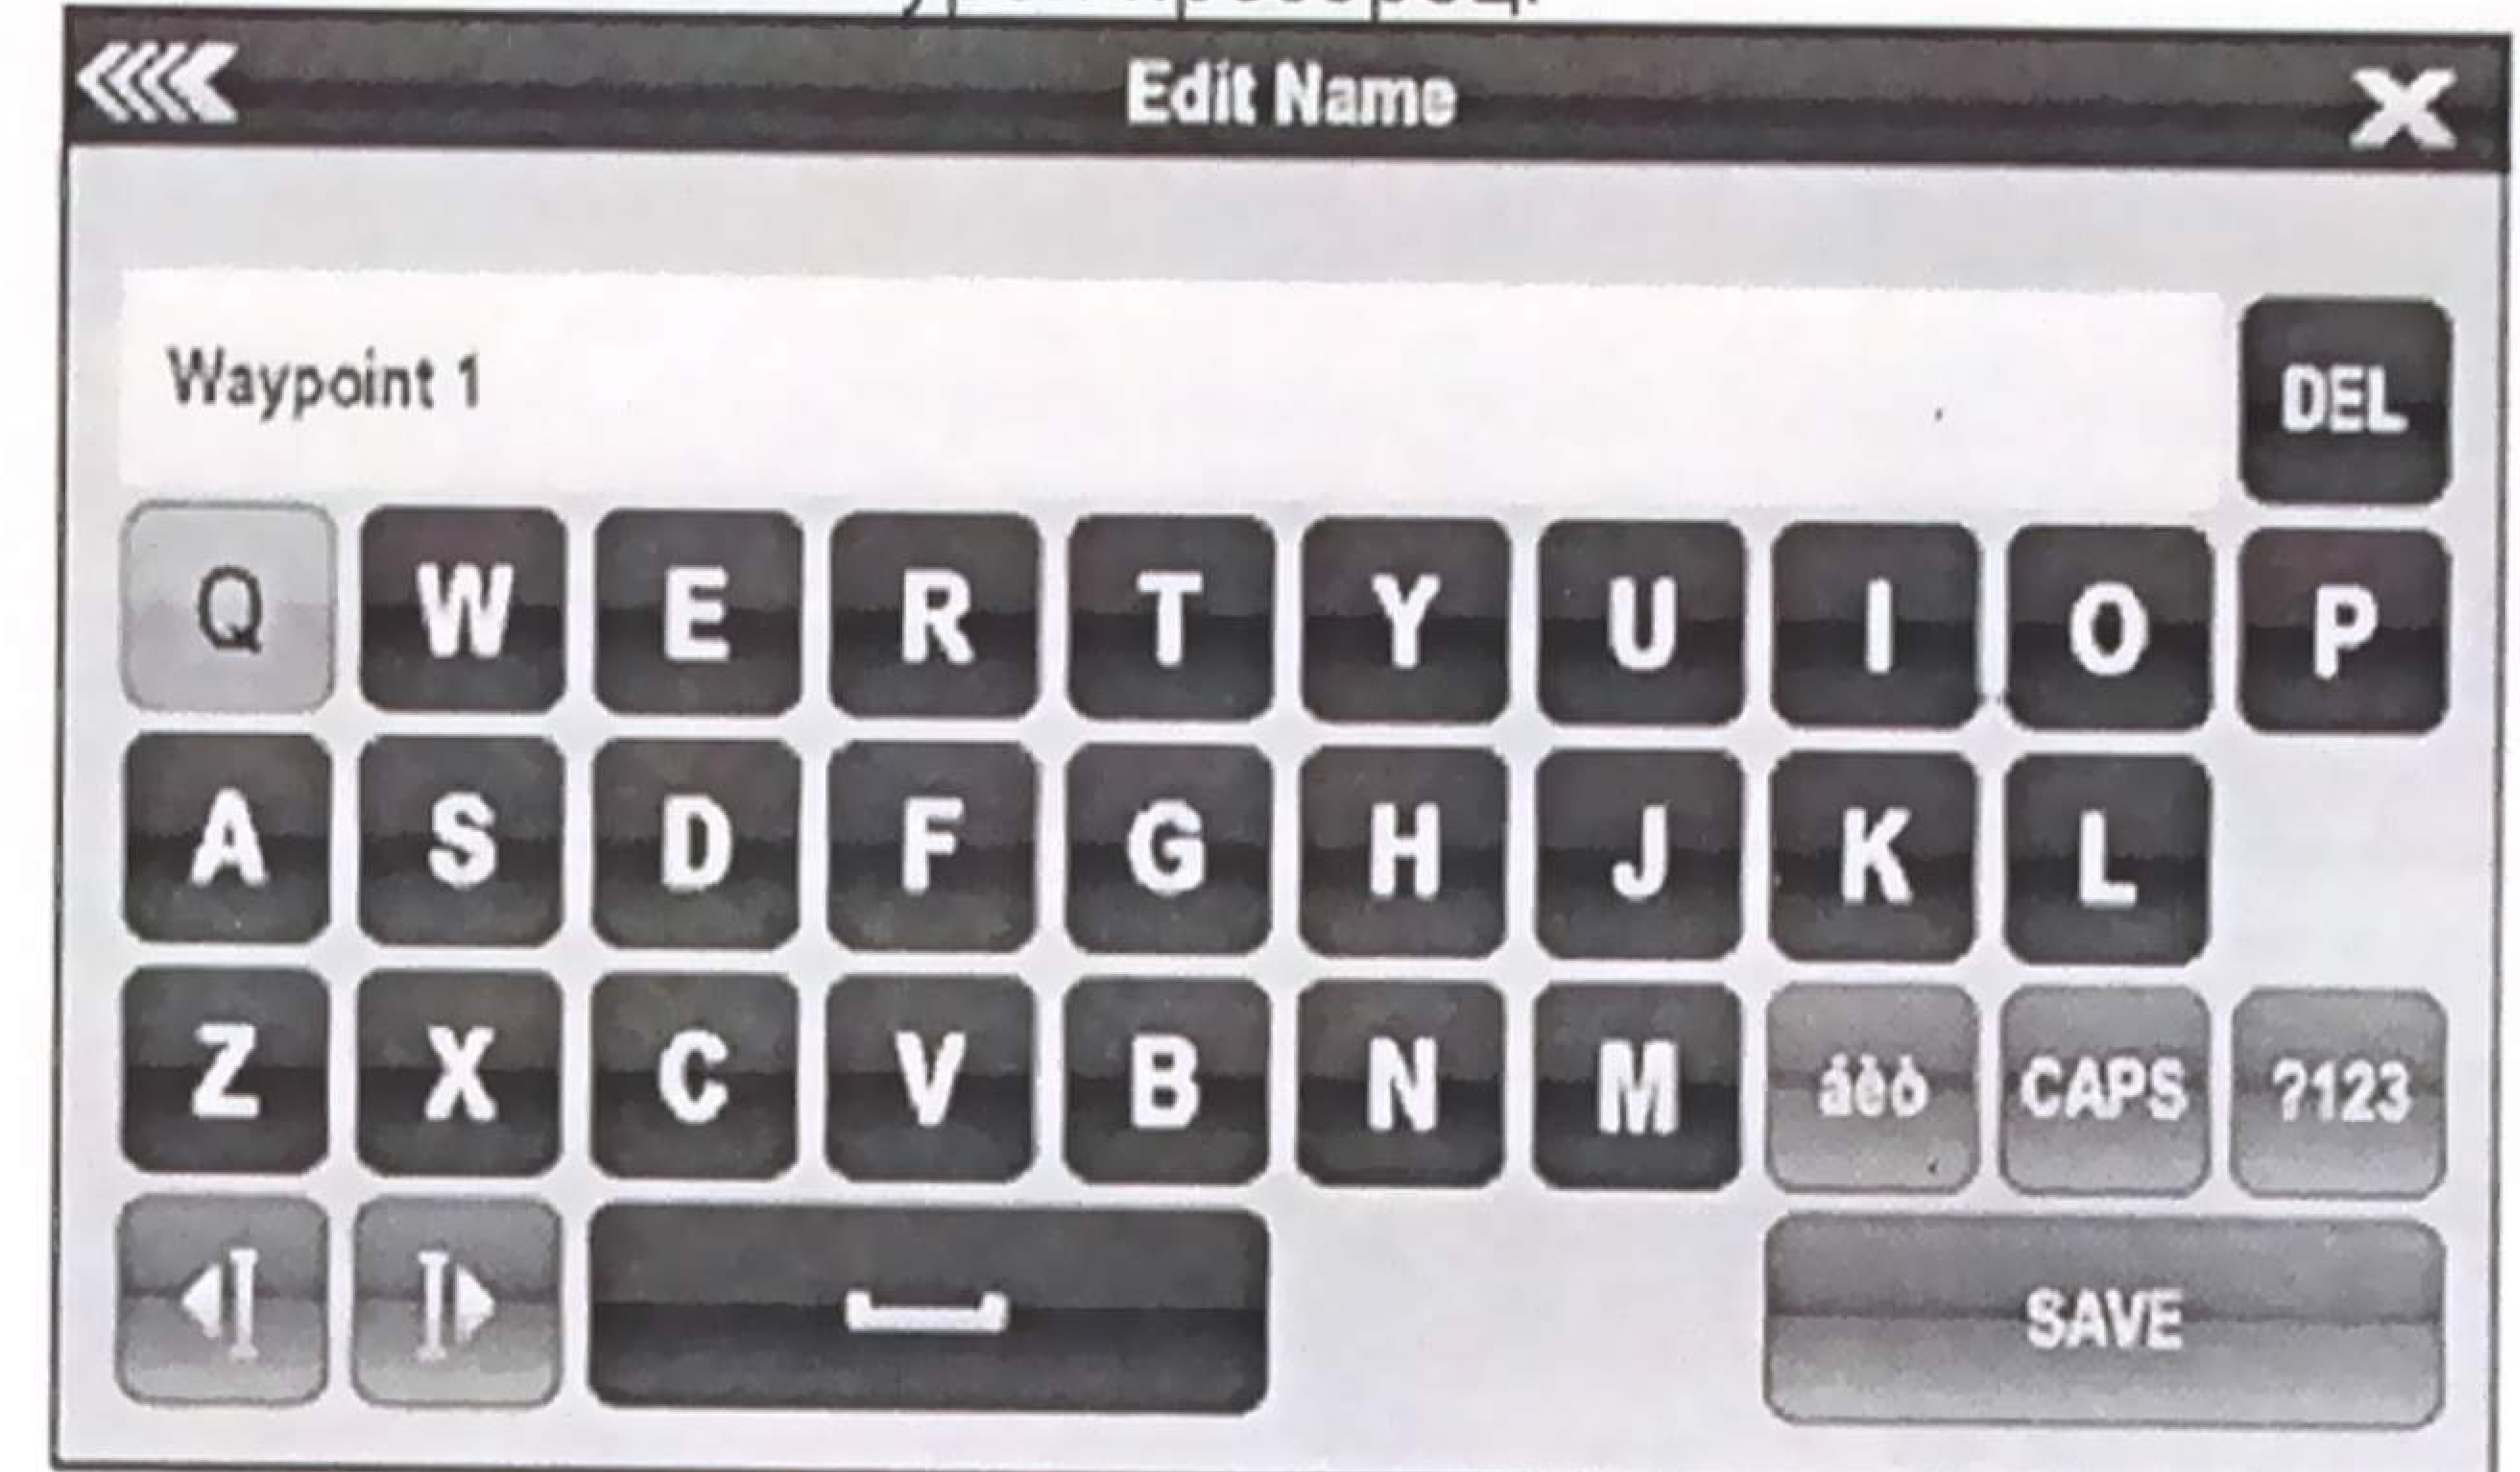 Edit Name
Waypoint 1
DEL
Q W E R T Y U I O P
A S D F G H J K L
Z X C V B N M áèò CAPS ?123
SAVE